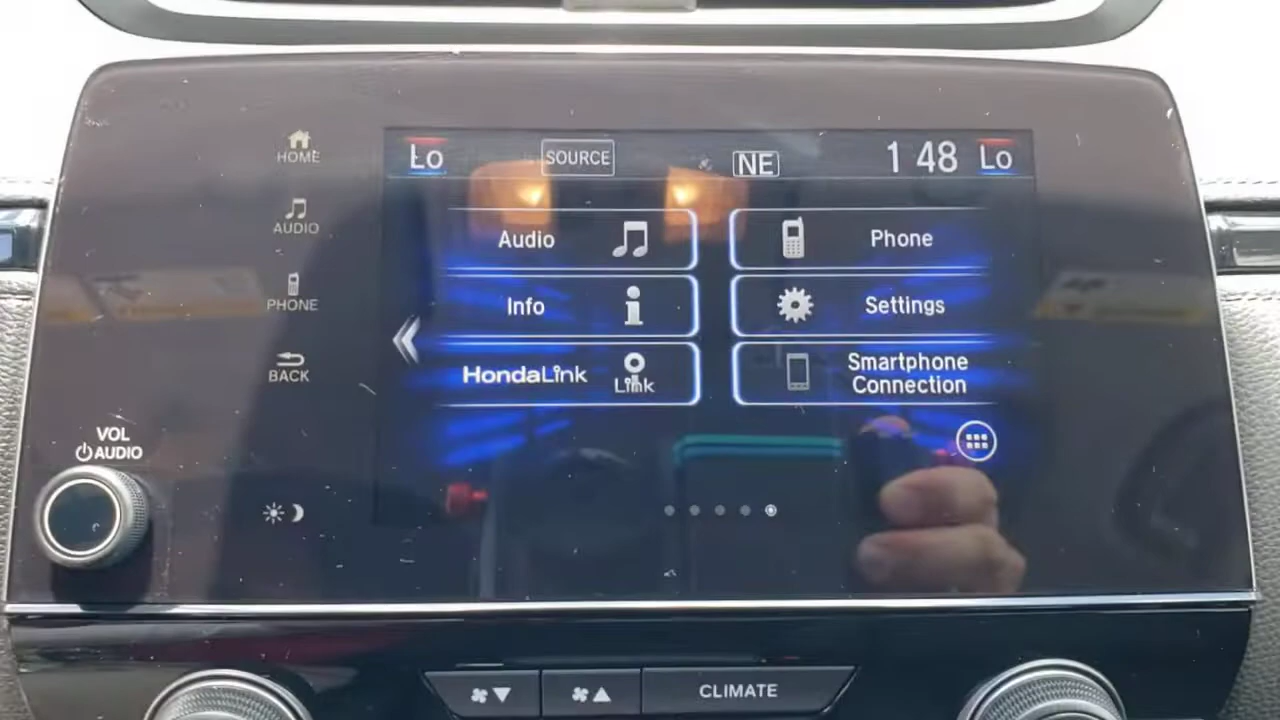 HOME
Lo
SOURCE
NE
1 48
Lo
AUDIO
Audio
Phone
PHONE
Info
Settings
BACK
HondaLink
Link
Smartphone
Connection
VOL
AUDIO
CLIMATE